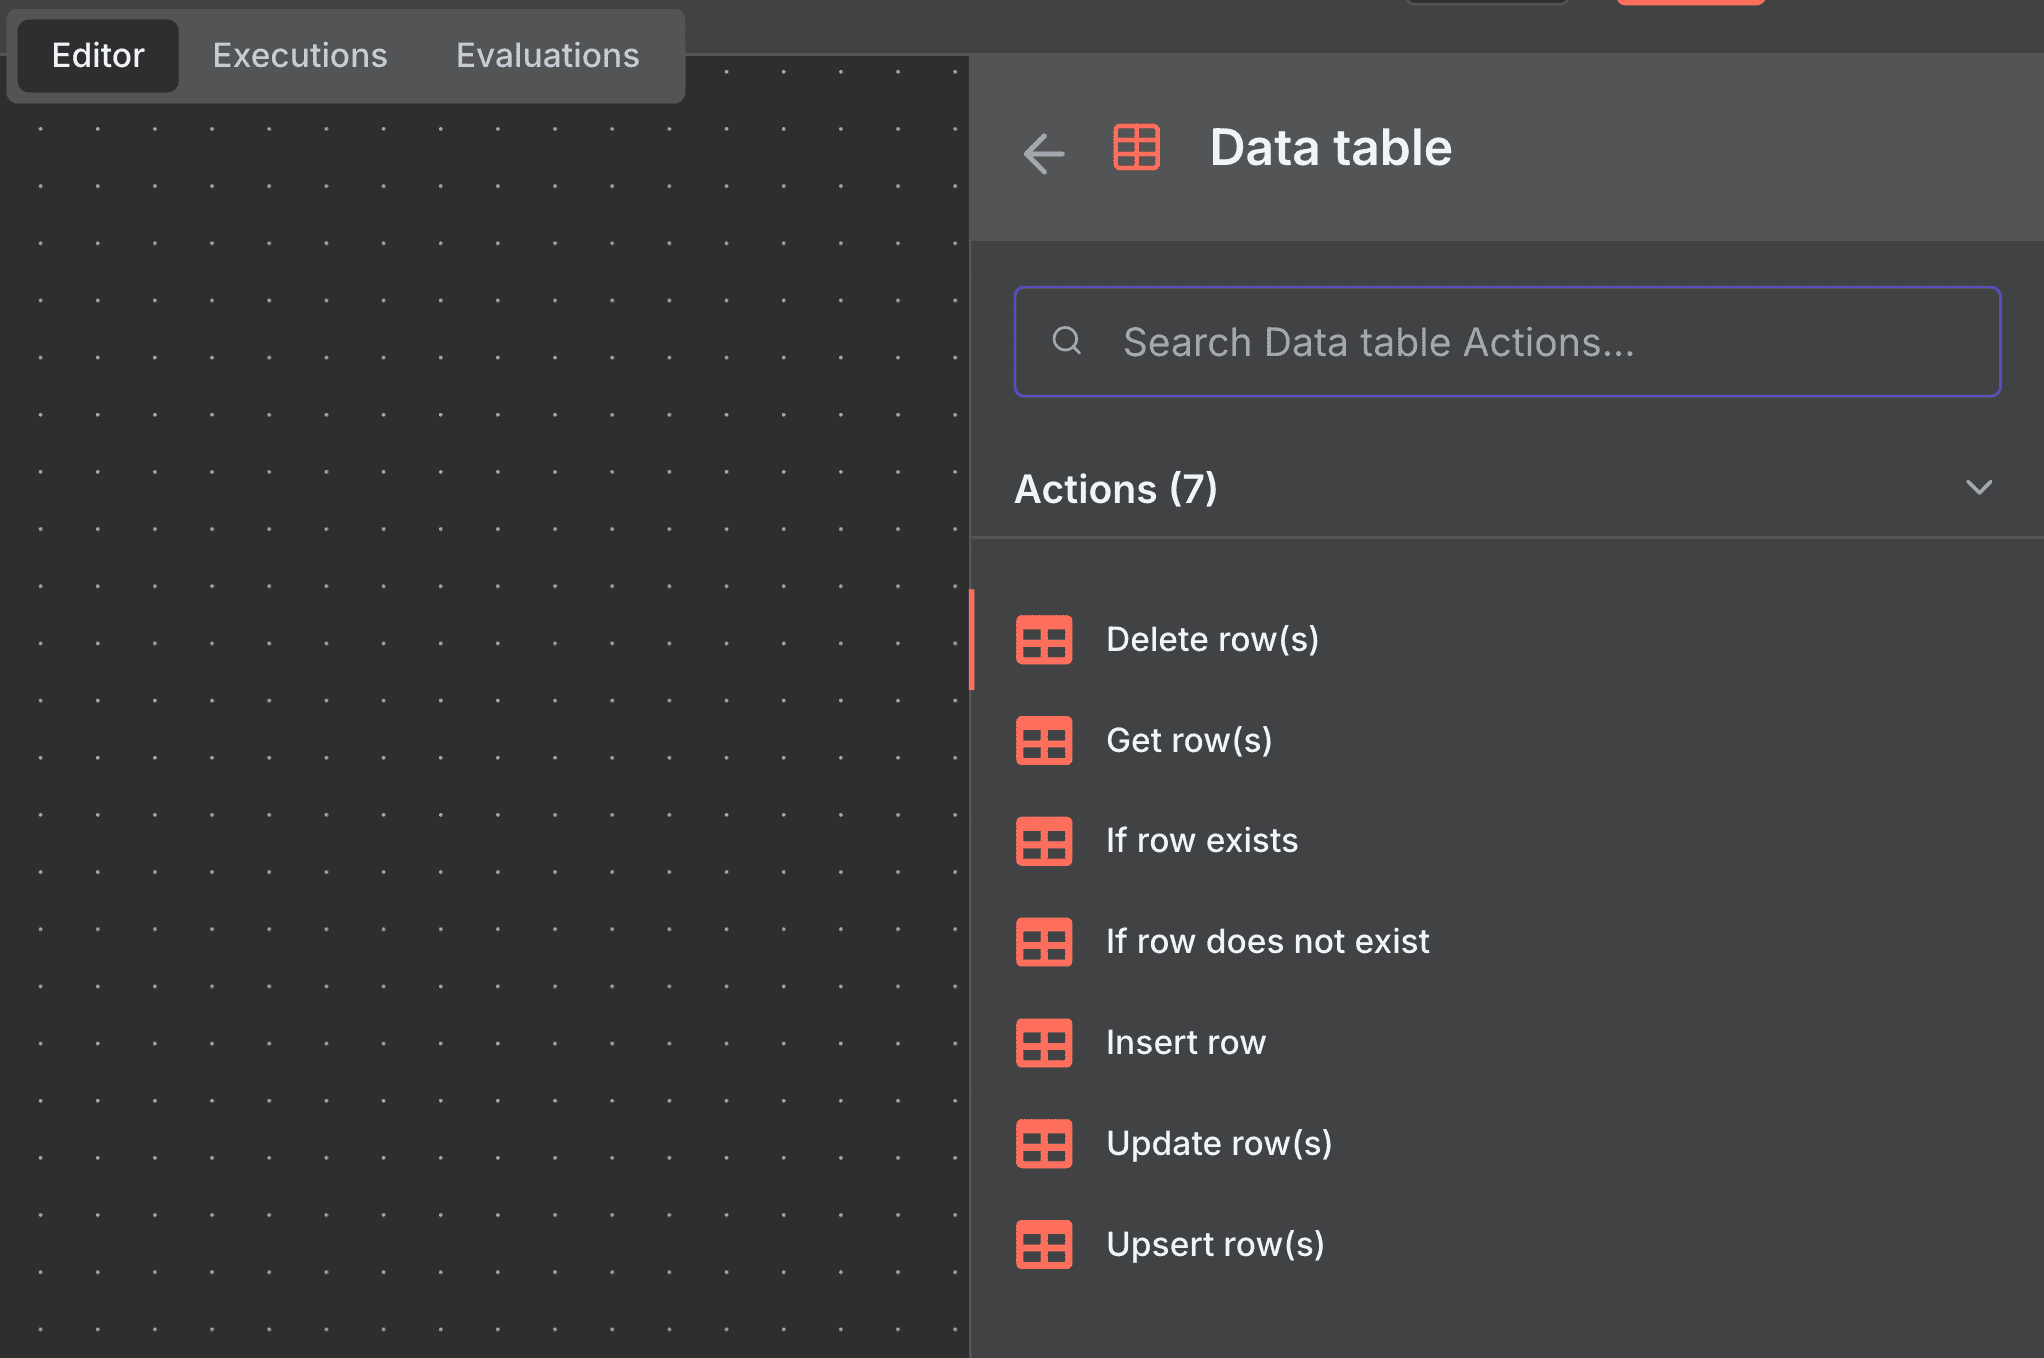 Editor Executions Evaluations
Data table
Search Data table Actions...
Actions (7)
Delete row(s)
Get row(s)
If row exists
If row does not exist
Insert row
Update row(s)
Upsert row(s)